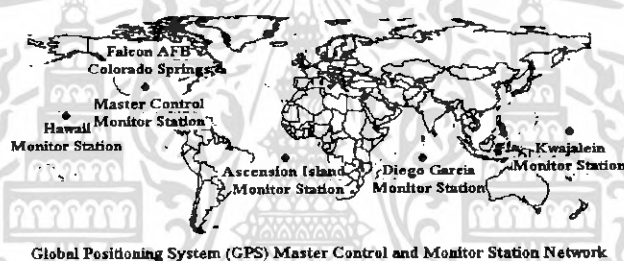 Falcon AFB
Colorado Springs
Master Control
Monitor Station
Hawaii
Monitor Station
Ascension Island
Monitor Station
Diego Garcia
Monitor Station
Kwajalein
Monitor Station
Global Positioning System (GPS) Master Control and Monitor Station Network